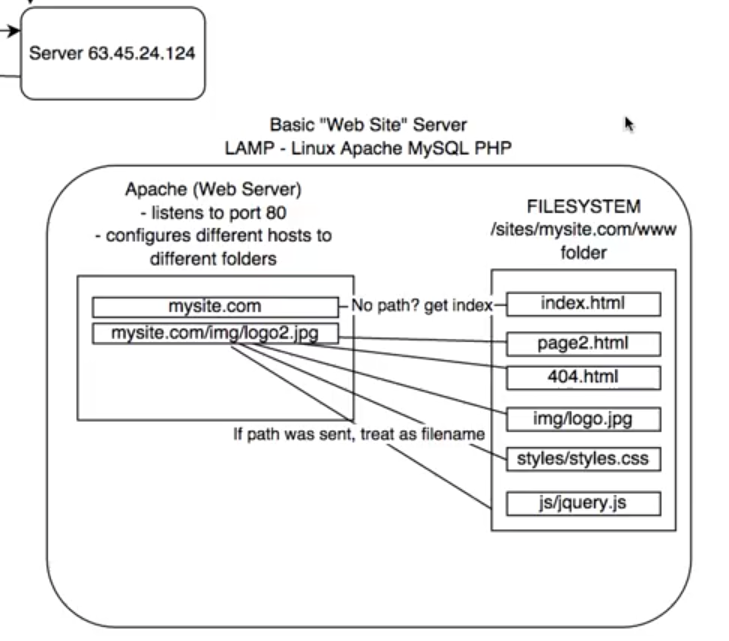 Server 63.45.24.124
Basic "Web Site" Server
LAMP - Linux Apache MySQL PHP
Apache (Web Server)
- listens to port 80
- configures different hosts to
different folders
FILESYSTEM
/sites/mysite.com/www
folder
mysite.com
No path? get index
index.html
mysite.com/img/logo2.jpg
page2.html
404.html
img/logo.jpg
If path was sent, treat as filename
styles/styles.css
js/jquery.js